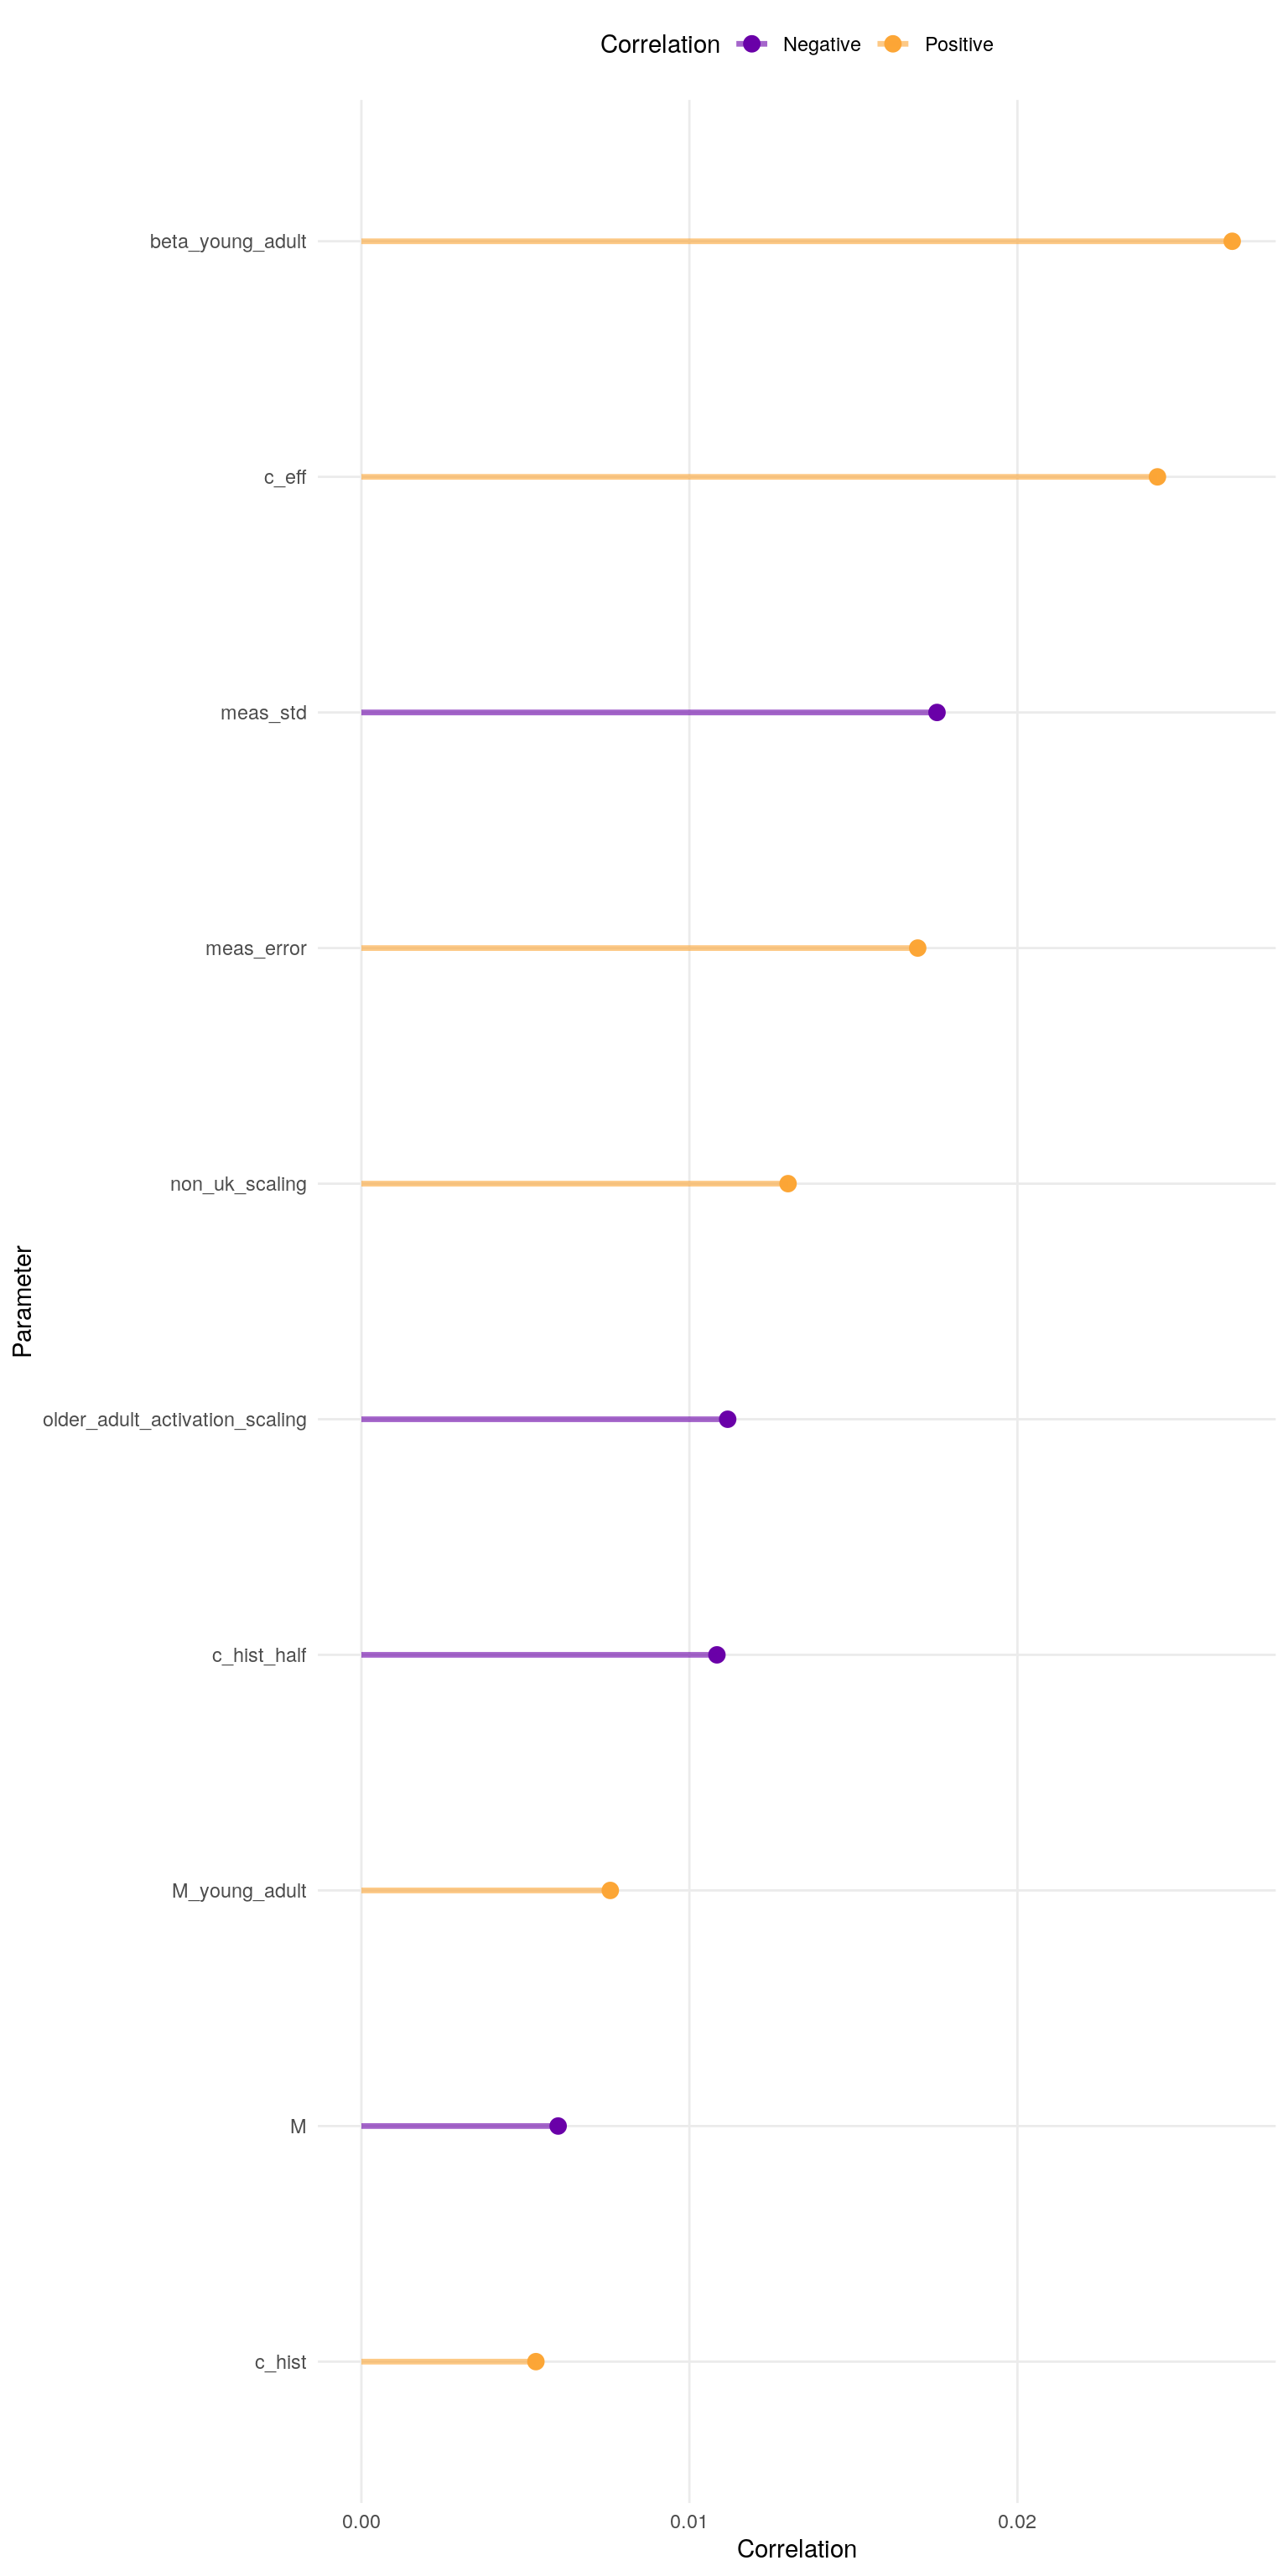 Correlation Negative Positive
beta_young_adult
c_eff
meas_std
meas_error
non_uk_scaling
Parameter
older_adult_activation_scaling
c_hist_half
M_young_adult
M
c_hist
0.00 0.01 0.02
Correlation